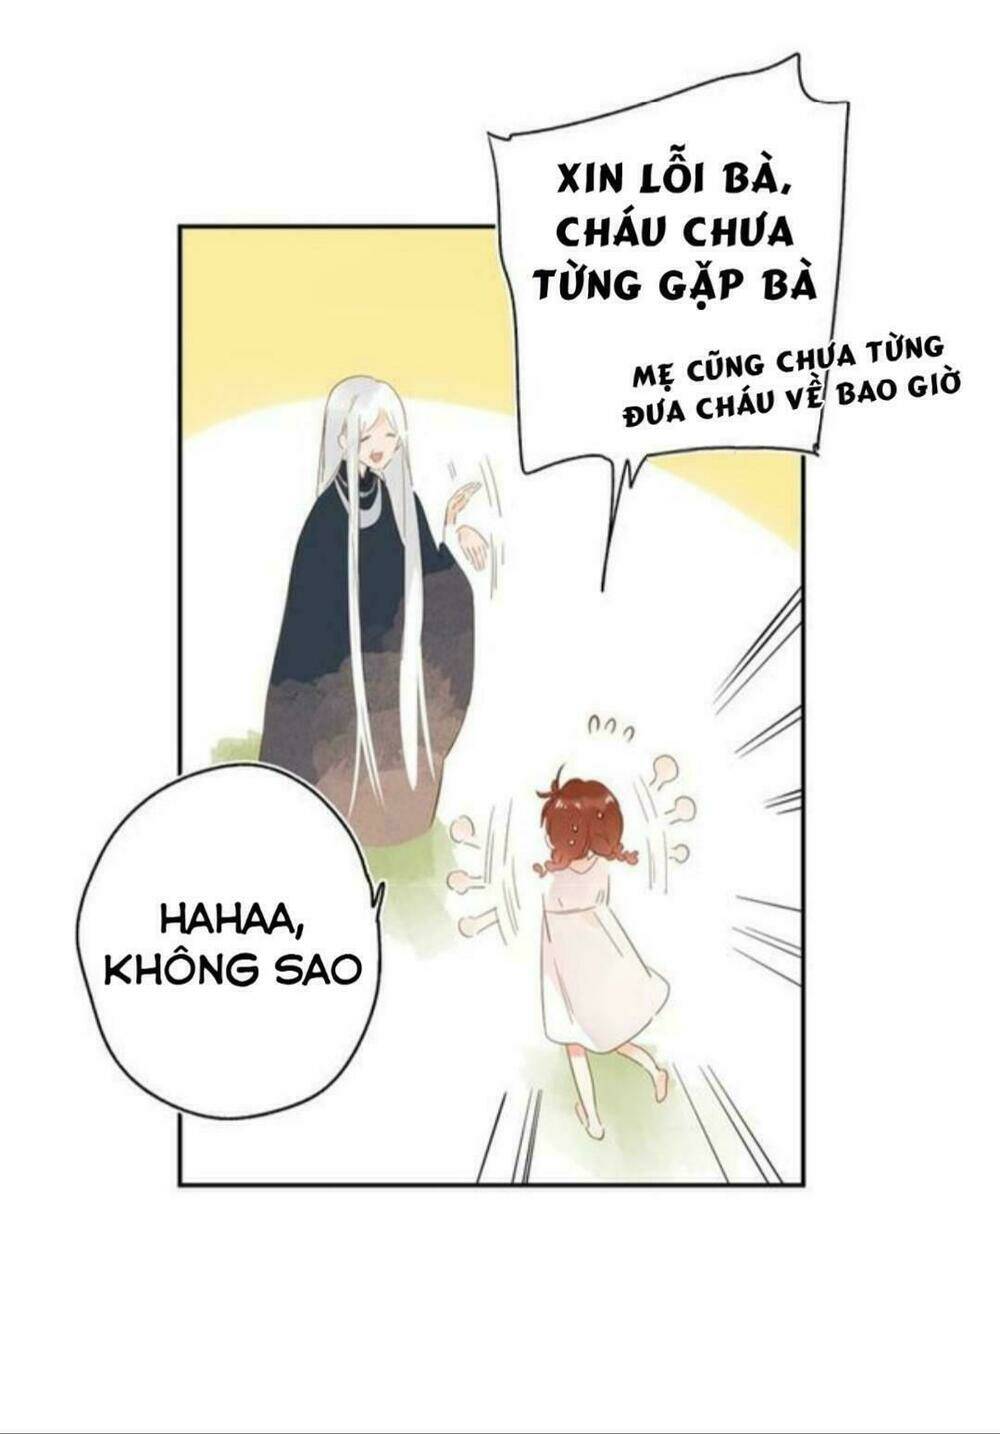 XIN LỖI BÀ,
CHÁU CHƯA
TỪNG GẶP BÀ
MẸ CŨNG CHƯA TỪNG
ĐƯA CHÁU VỀ BAO GIỜ
HAHAA,
KHÔNG SAO